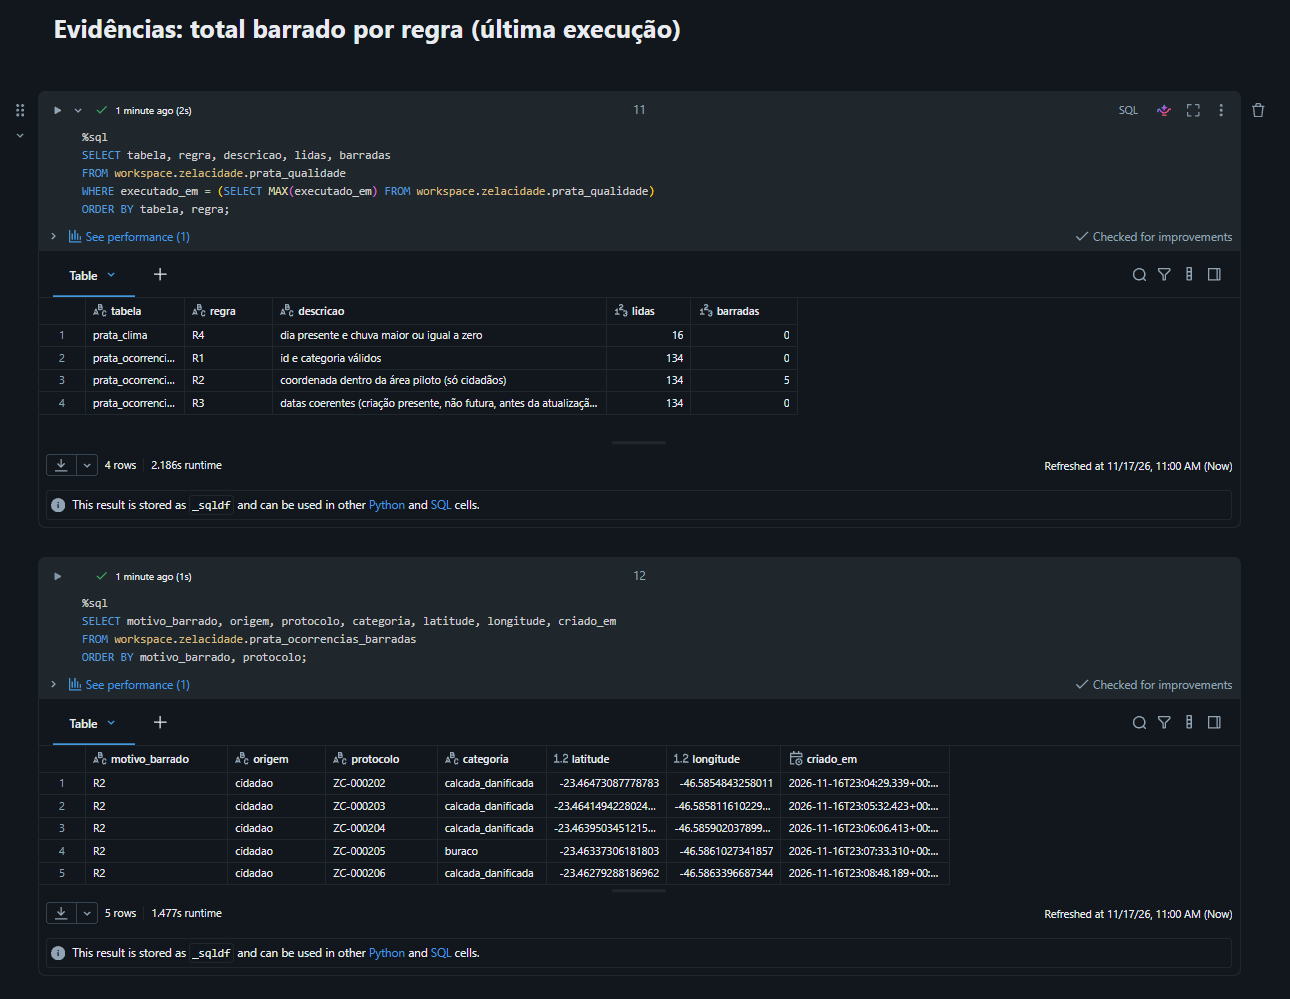 Evidências: total barrado por regra (última execução)
1 minute ago (2s)
11
SQL
%sql
SELECT tabela, regra, descricao, lidas, barradas
FROM workspace.zelacidade.prata_qualidade
WHERE executado_em = (SELECT MAX(executado_em) FROM workspace.zelacidade.prata_qualidade)
ORDER BY tabela, regra;
See performance (1)
Checked for improvements
Table
tabela regra descricao lidas barradas
1 prata_clima R4 dia presente e chuva maior ou igual a zero 16 0
2 prata_ocorrenci... R1 id e categoria válidos 134 0
3 prata_ocorrenci... R2 coordenada dentro da área piloto (só cidadãos) 134 5
4 prata_ocorrenci... R3 datas coerentes (criação presente, não futura, antes da atualizaçã... 134 0
4 rows 2.186s runtime
Refreshed at 11/17/26, 11:00 AM (Now)
This result is stored as _sqldf and can be used in other Python and SQL cells.
1 minute ago (1s)
12
%sql
SELECT motivo_barrado, origem, protocolo, categoria, latitude, longitude, criado_em
FROM workspace.zelacidade.prata_ocorrencias_barradas
ORDER BY motivo_barrado, protocolo;
See performance (1)
Checked for improvements
Table
motivo_barrado origem protocolo categoria 1.2 latitude 1.2 longitude criado_em
1 R2 cidadao ZC-000202 calcada_danificada -23.46473087778783 -46.5854843258011 2026-11-16T23:04:29.339+00:...
2 R2 cidadao ZC-000203 calcada_danificada -23.4641494228024... -46.585811610229... 2026-11-16T23:05:32.423+00:...
3 R2 cidadao ZC-000204 calcada_danificada -23.4639503451215... -46.585902037899... 2026-11-16T23:06:06.413+00:...
4 R2 cidadao ZC-000205 buraco -23.46337306181803 -46.5861027341857 2026-11-16T23:07:33.310+00:...
5 R2 cidadao ZC-000206 calcada_danificada -23.46279288186962 -46.5863396687344 2026-11-16T23:08:48.189+00:...
5 rows 1.477s runtime
Refreshed at 11/17/26, 11:00 AM (Now)
This result is stored as _sqldf and can be used in other Python and SQL cells.